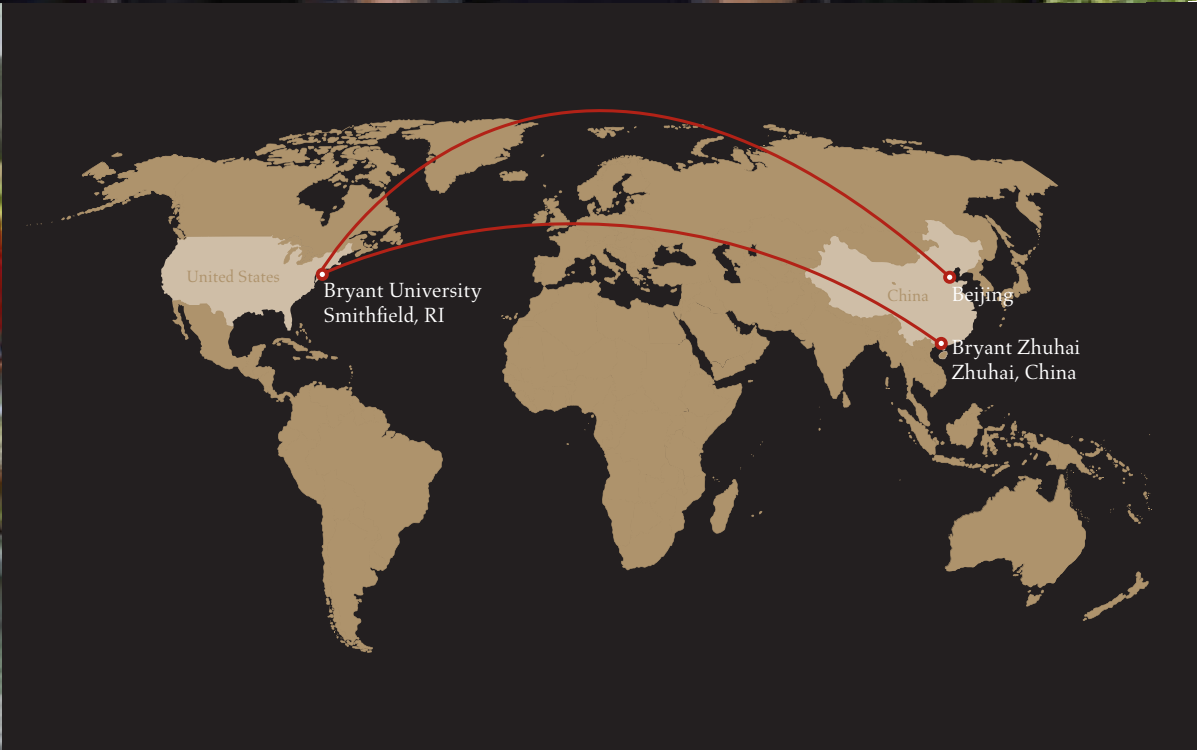 United States
Bryant University
Smithfield, RI
China
Beijing
Bryant Zhuhai
Zhuhai, China